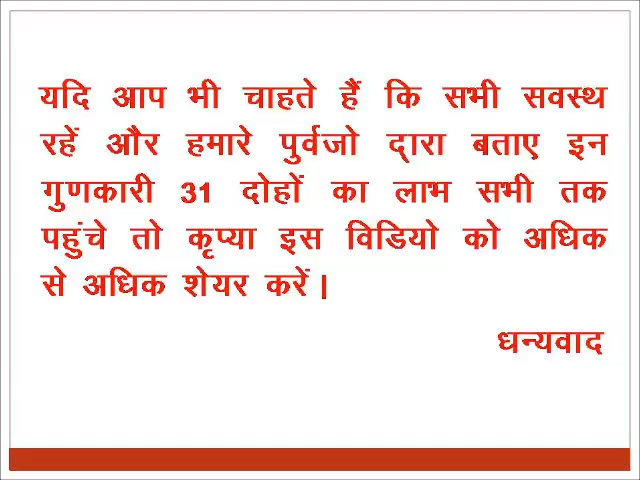 यदि आप भी चाहते हैं कि सभी सवस्थ
रहें और हमारे पुर्वजो द्वारा बताए इन
गुणकारी 31 दोहों का लाभ सभी तक
पहुंचे तो कृप्या इस विडियो को अधिक
से अधिक शेयर करें।
धन्यवाद